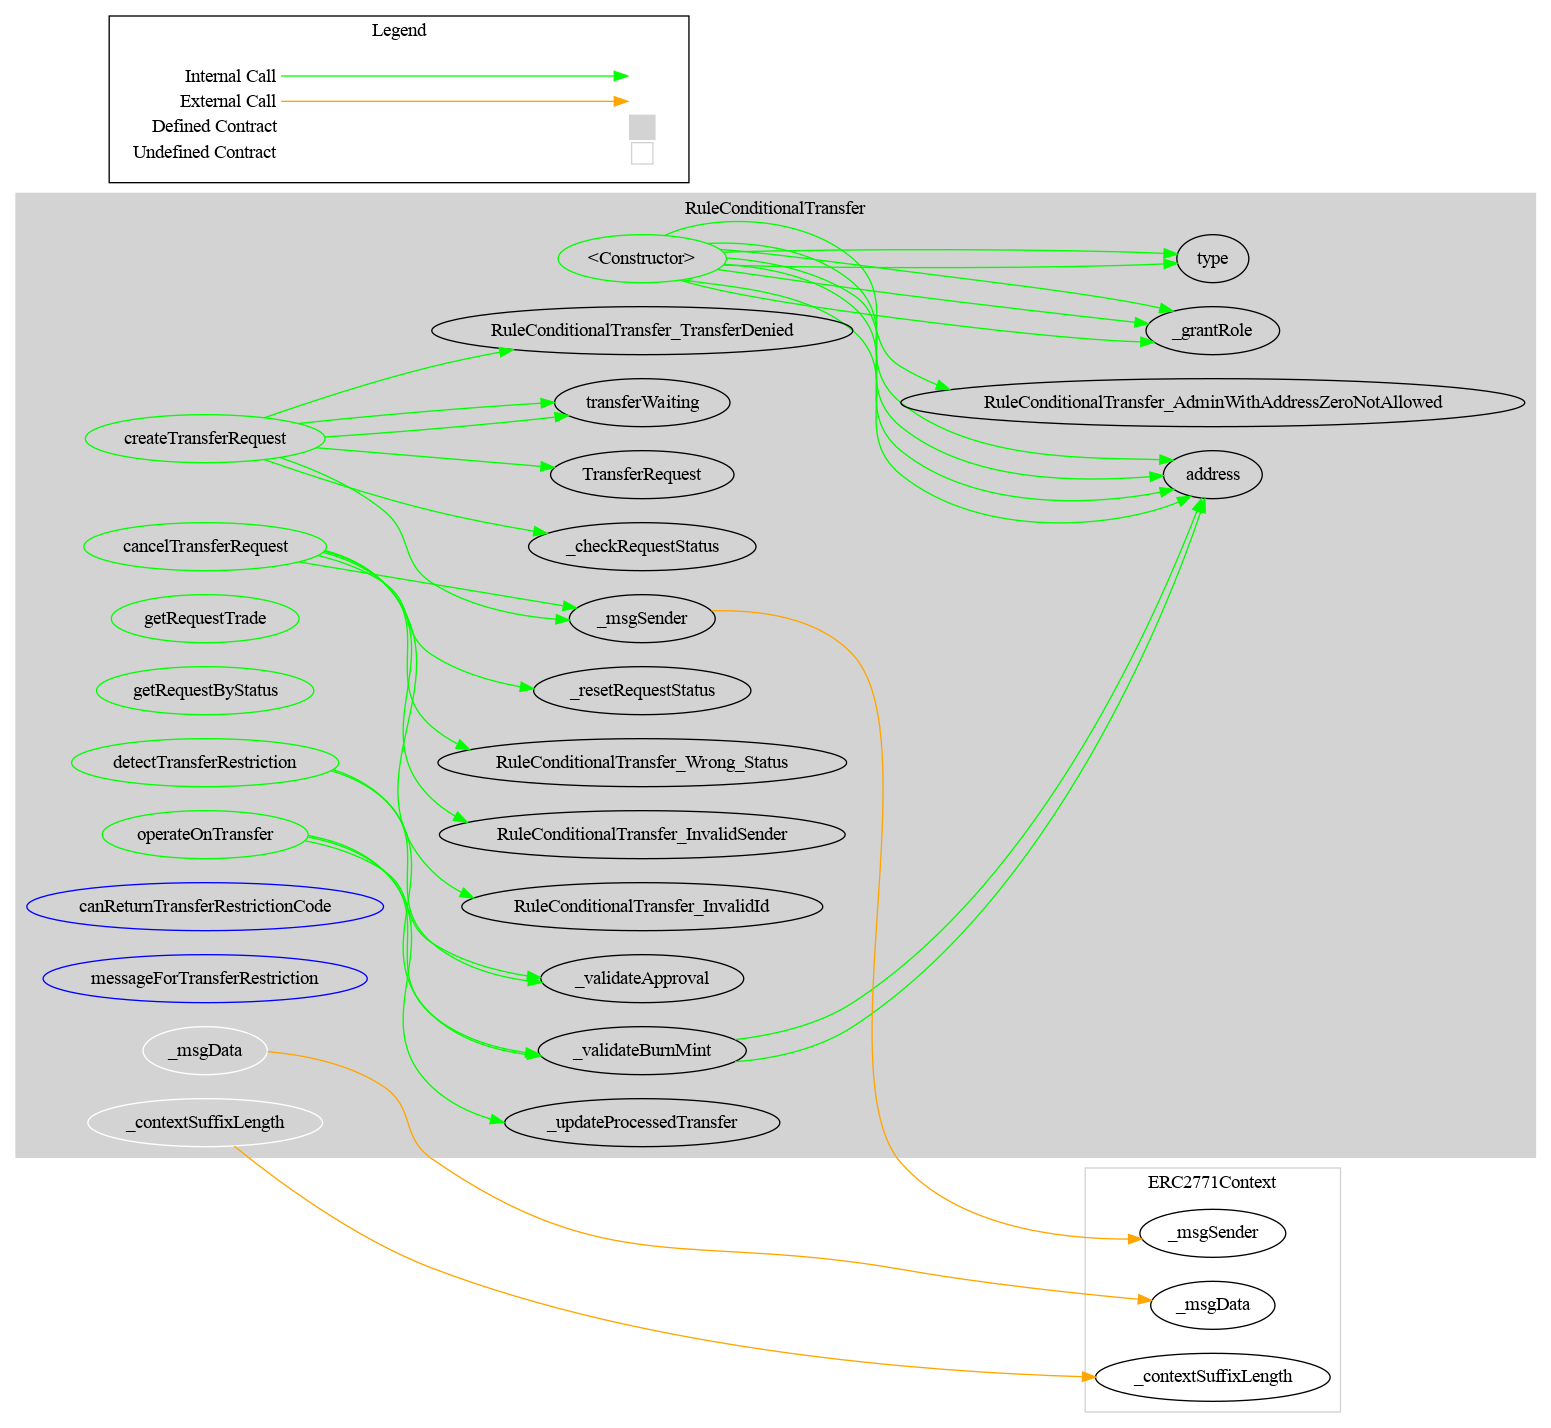 Legend
Internal Call
External Call
Defined Contract
Undefined Contract
RuleConditionalTransfer
<Constructor>
type
RuleConditionalTransfer_TransferDenied
_grantRole
transferWaiting
RuleConditionalTransfer_AdminWithAddressZeroNotAllowed
createTransferRequest
TransferRequest
address
cancelTransferRequest
_checkRequestStatus
getRequestTrade
_msgSender
getRequestByStatus
_resetRequestStatus
detectTransferRestriction
RuleConditionalTransfer_Wrong_Status
operateOnTransfer
RuleConditionalTransfer_InvalidSender
canReturnTransferRestrictionCode
RuleConditionalTransfer_InvalidId
messageForTransferRestriction
_validateApproval
_msgData
_validateBurnMint
_contextSuffixLength
_updateProcessedTransfer
ERC2771Context
_msgSender
_msgData
_contextSuffixLength